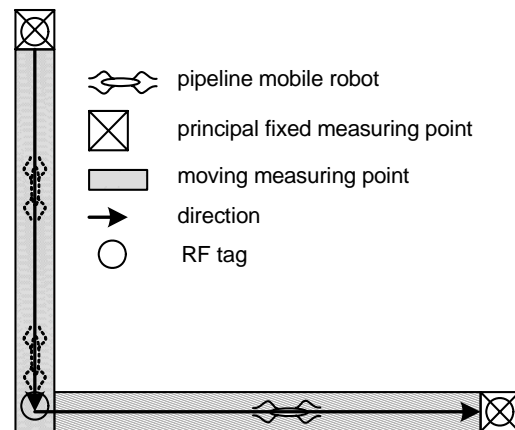 pipeline mobile robot
principal fixed measuring point
moving measuring point
direction
RF tag